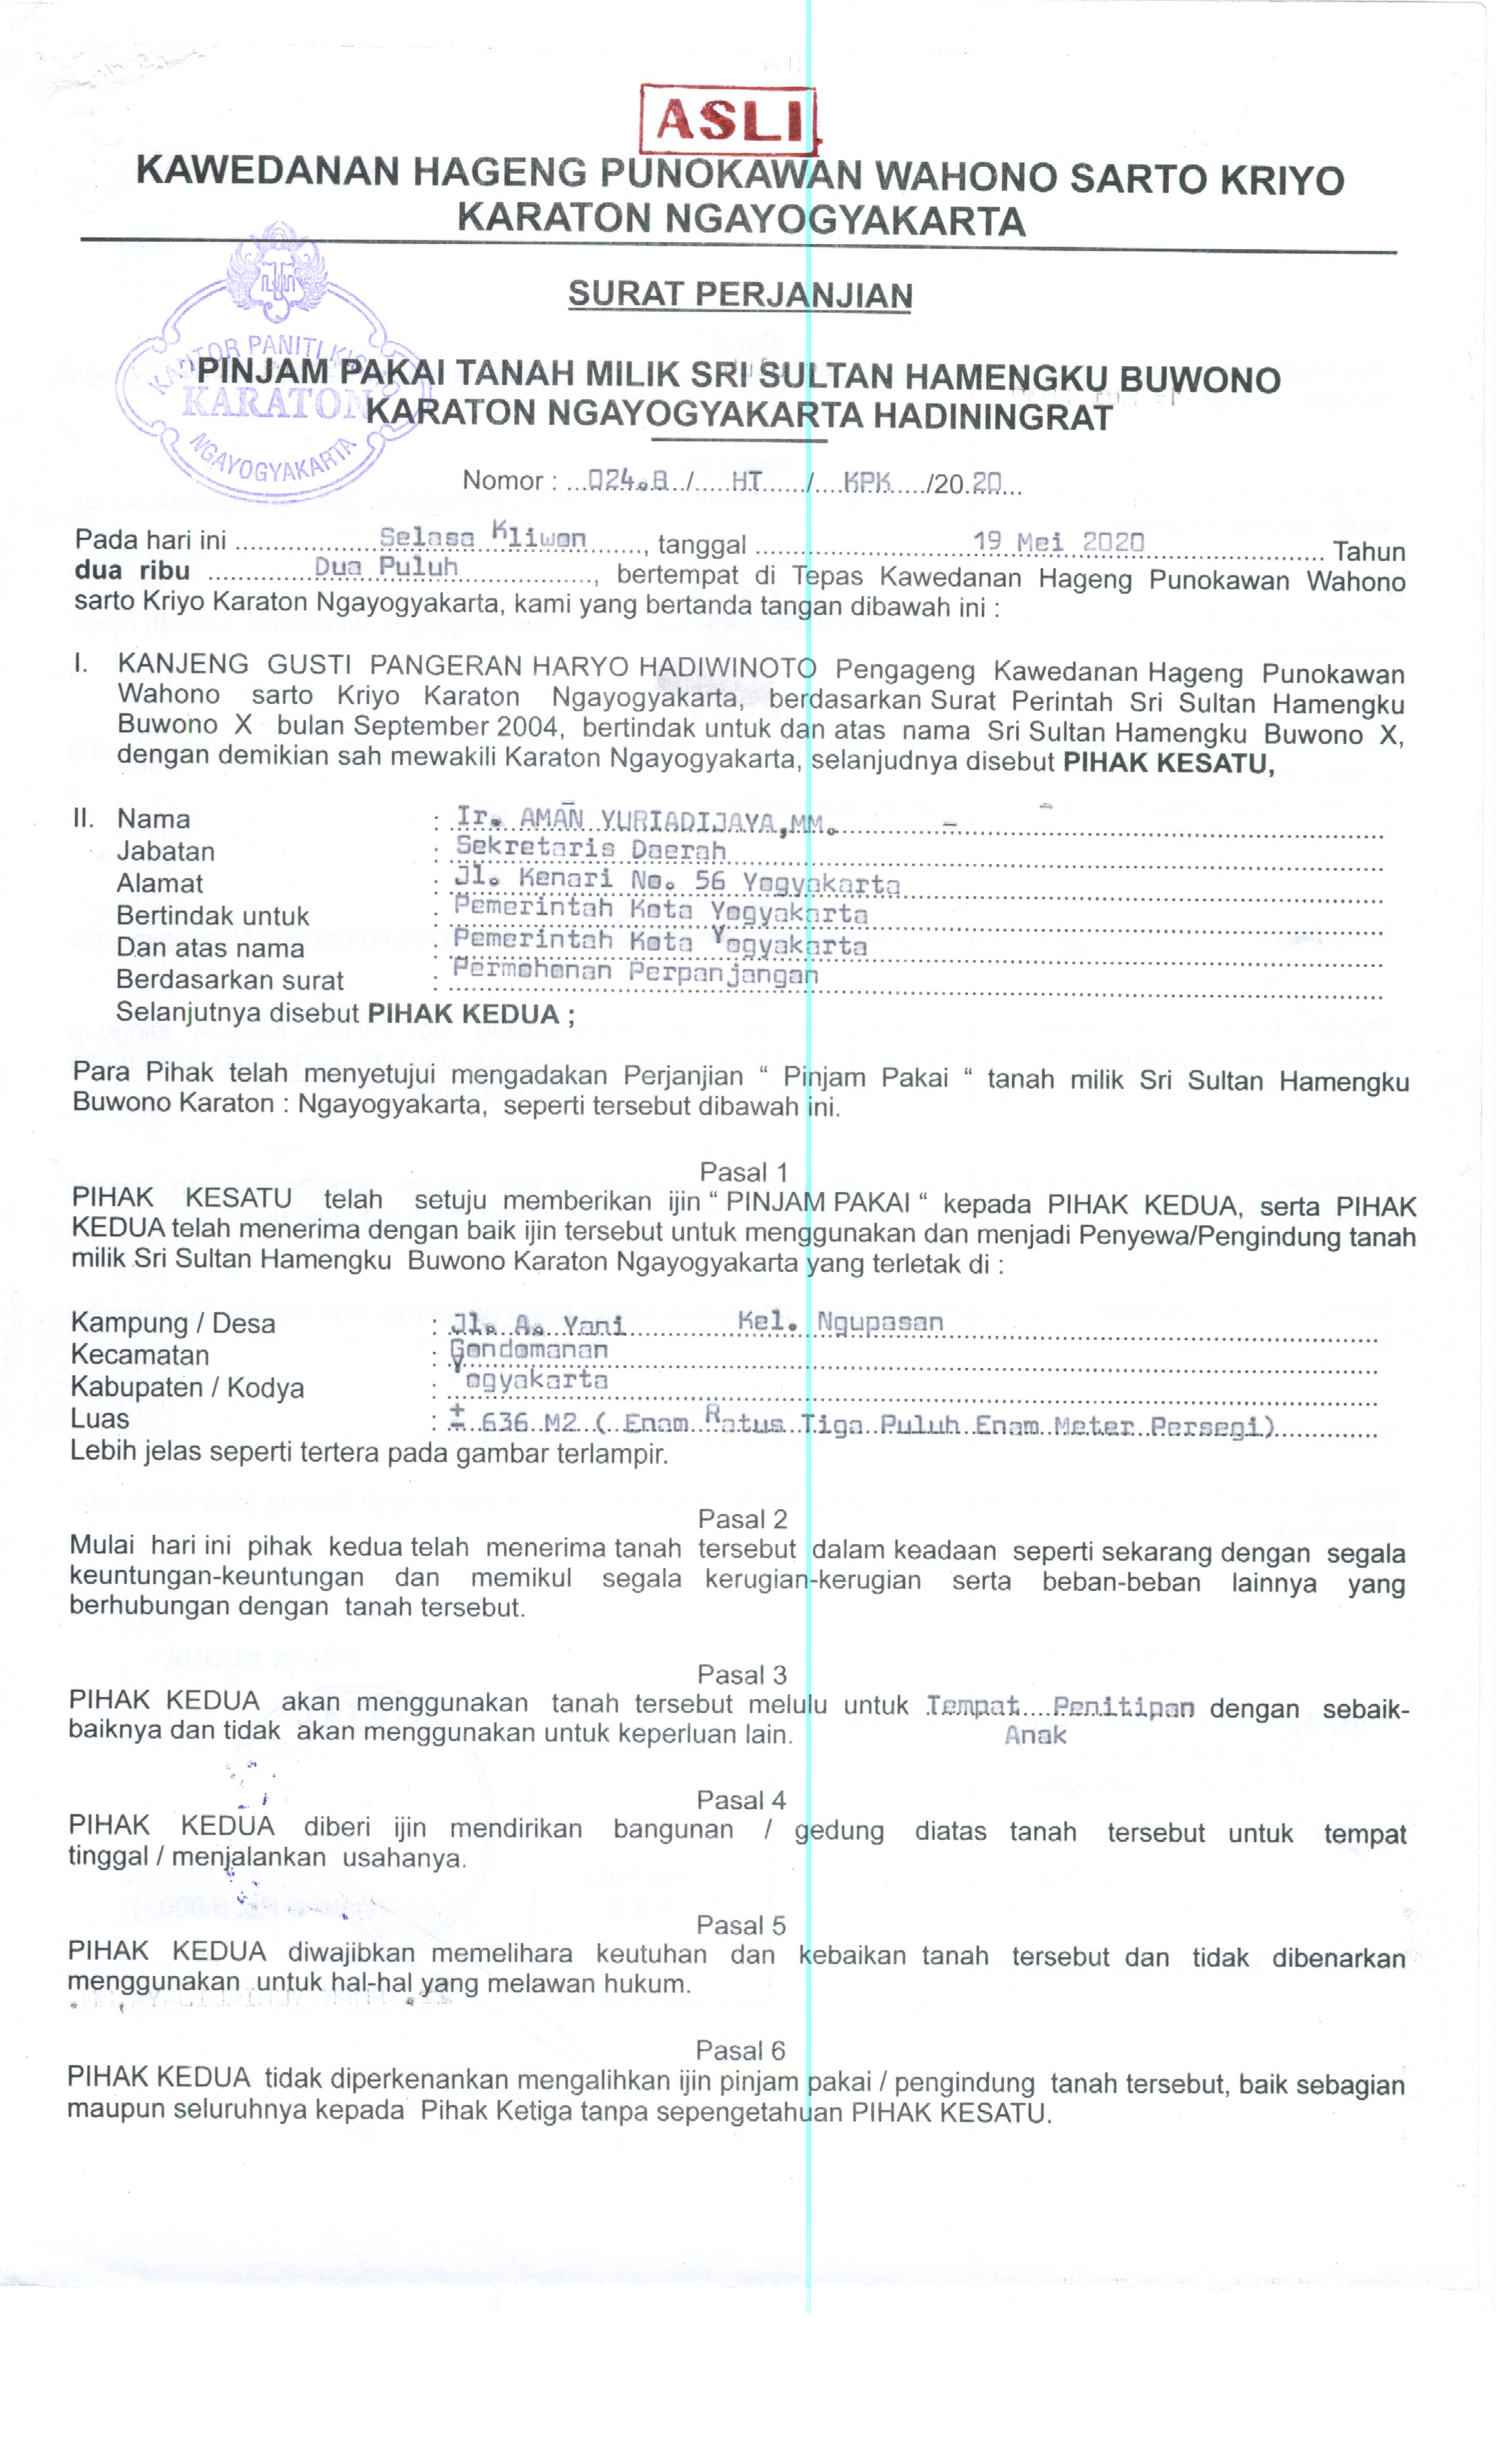 ASLI
KAWEDANAN HAGENG PUNOKAWAN WAHONO SARTO KRIYO
KARATON NGAYOGYAKARTA
SURAT PERJANJIAN
KANTOR PANITI KISMO
KARATON
NGAYOGYAKARTA
PINJAM PAKAI TANAH MILIK SRI SULTAN HAMENGKU BUWONO
KARATON NGAYOGYAKARTA HADININGRAT
Nomor : ...024.B./....HT...../....KPK...../20.20...
Pada hari ini .......... Selasa Kliwon .........., tanggal .......... 19 Mei 2020 .......... Tahun
dua ribu .......... Dua Puluh .........., bertempat di Tepas Kawedanan Hageng Punokawan Wahono
sarto Kriyo Karaton Ngayogyakarta, kami yang bertanda tangan dibawah ini :
I. KANJENG GUSTI PANGERAN HARYO HADIWINOTO Pengageng Kawedanan Hageng Punokawan
Wahono sarto Kriyo Karaton Ngayogyakarta, berdasarkan Surat Perintah Sri Sultan Hamengku
Buwono X bulan September 2004, bertindak untuk dan atas nama Sri Sultan Hamengku Buwono X,
dengan demikian sah mewakili Karaton Ngayogyakarta, selanjudnya disebut PIHAK KESATU,
II. Nama : Ir. AMAN YURIADIJAYA,MM. –
Jabatan : Sekretaris Daerah
Alamat : Jl. Kenari No. 56 Yogyakarta
Bertindak untuk : Pemerintah Kota Yogyakarta
Dan atas nama : Pemerintah Kota Yogyakarta
Berdasarkan surat : Permohonan Perpanjangan
Selanjutnya disebut PIHAK KEDUA ;
Para Pihak telah menyetujui mengadakan Perjanjian “ Pinjam Pakai “ tanah milik Sri Sultan Hamengku
Buwono Karaton : Ngayogyakarta, seperti tersebut dibawah ini.
Pasal 1
PIHAK KESATU telah setuju memberikan ijin “ PINJAM PAKAI “ kepada PIHAK KEDUA, serta PIHAK
KEDUA telah menerima dengan baik ijin tersebut untuk menggunakan dan menjadi Penyewa/Pengindung tanah
milik Sri Sultan Hamengku Buwono Karaton Ngayogyakarta yang terletak di :
Kampung / Desa : Jl. A. Yani Kel. Ngupasan
Kecamatan : Gondomanan
Kabupaten / Kodya : Yogyakarta
Luas : ± 636 M2 ( Enam Ratus Tiga Puluh Enam Meter Persegi)
Lebih jelas seperti tertera pada gambar terlampir.
Pasal 2
Mulai hari ini pihak kedua telah menerima tanah tersebut dalam keadaan seperti sekarang dengan segala
keuntungan-keuntungan dan memikul segala kerugian-kerugian serta beban-beban lainnya yang
berhubungan dengan tanah tersebut.
Pasal 3
PIHAK KEDUA akan menggunakan tanah tersebut melulu untuk Tempat Penitipan dengan sebaik-
baiknya dan tidak akan menggunakan untuk keperluan lain. Anak
Pasal 4
PIHAK KEDUA diberi ijin mendirikan bangunan / gedung diatas tanah tersebut untuk tempat
tinggal / menjalankan usahanya.
Pasal 5
PIHAK KEDUA diwajibkan memelihara keutuhan dan kebaikan tanah tersebut dan tidak dibenarkan
menggunakan untuk hal-hal yang melawan hukum.
Pasal 6
PIHAK KEDUA tidak diperkenankan mengalihkan ijin pinjam pakai / pengindung tanah tersebut, baik sebagian
maupun seluruhnya kepada Pihak Ketiga tanpa sepengetahuan PIHAK KESATU.